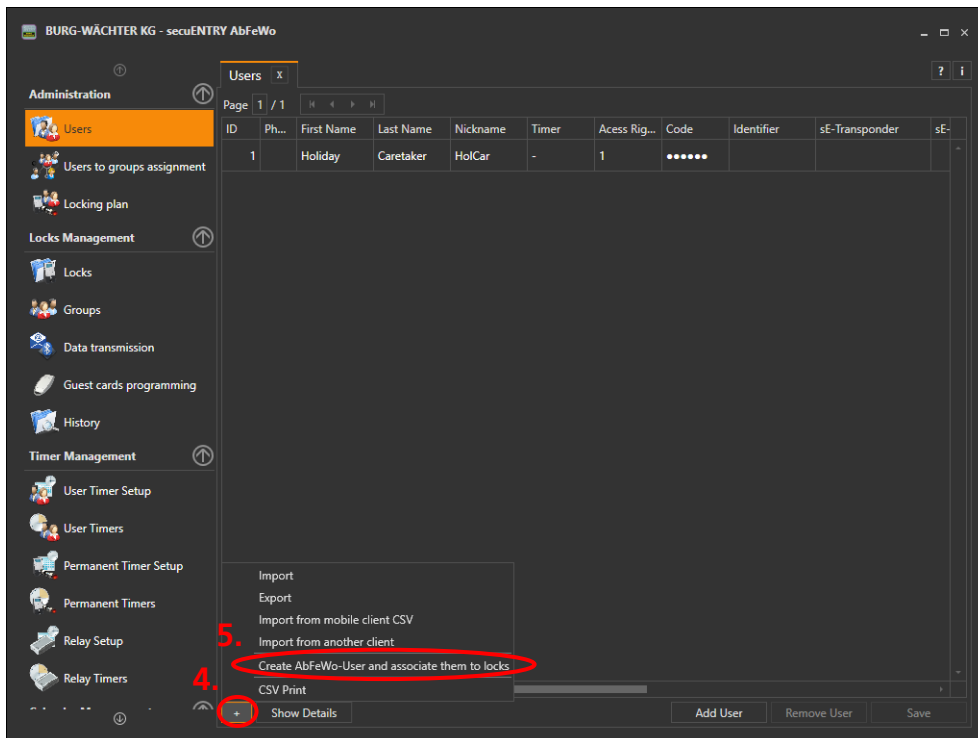 BURG-WÄCHTER KG - secuENTRY AbFeWo
Users X
? i
Administration
Page 1 / 1
ID Ph... First Name Last Name Nickname Timer Acess Rig... Code Identifier sE-Transponder sE-
1 Holiday Caretaker HolCar - 1 ●●●●●●
Users
Users to groups assignment
Locking plan
Locks Management
Locks
Groups
Data transmission
Guest cards programming
History
Timer Management
User Timer Setup
User Timers
Permanent Timer Setup
Permanent Timers
Relay Setup
Relay Timers
Import
Export
Import from mobile client CSV
5.
Import from another client
Create AbFeWo-User and associate them to locks
4.
CSV Print
+ Show Details Add User Remove User Save